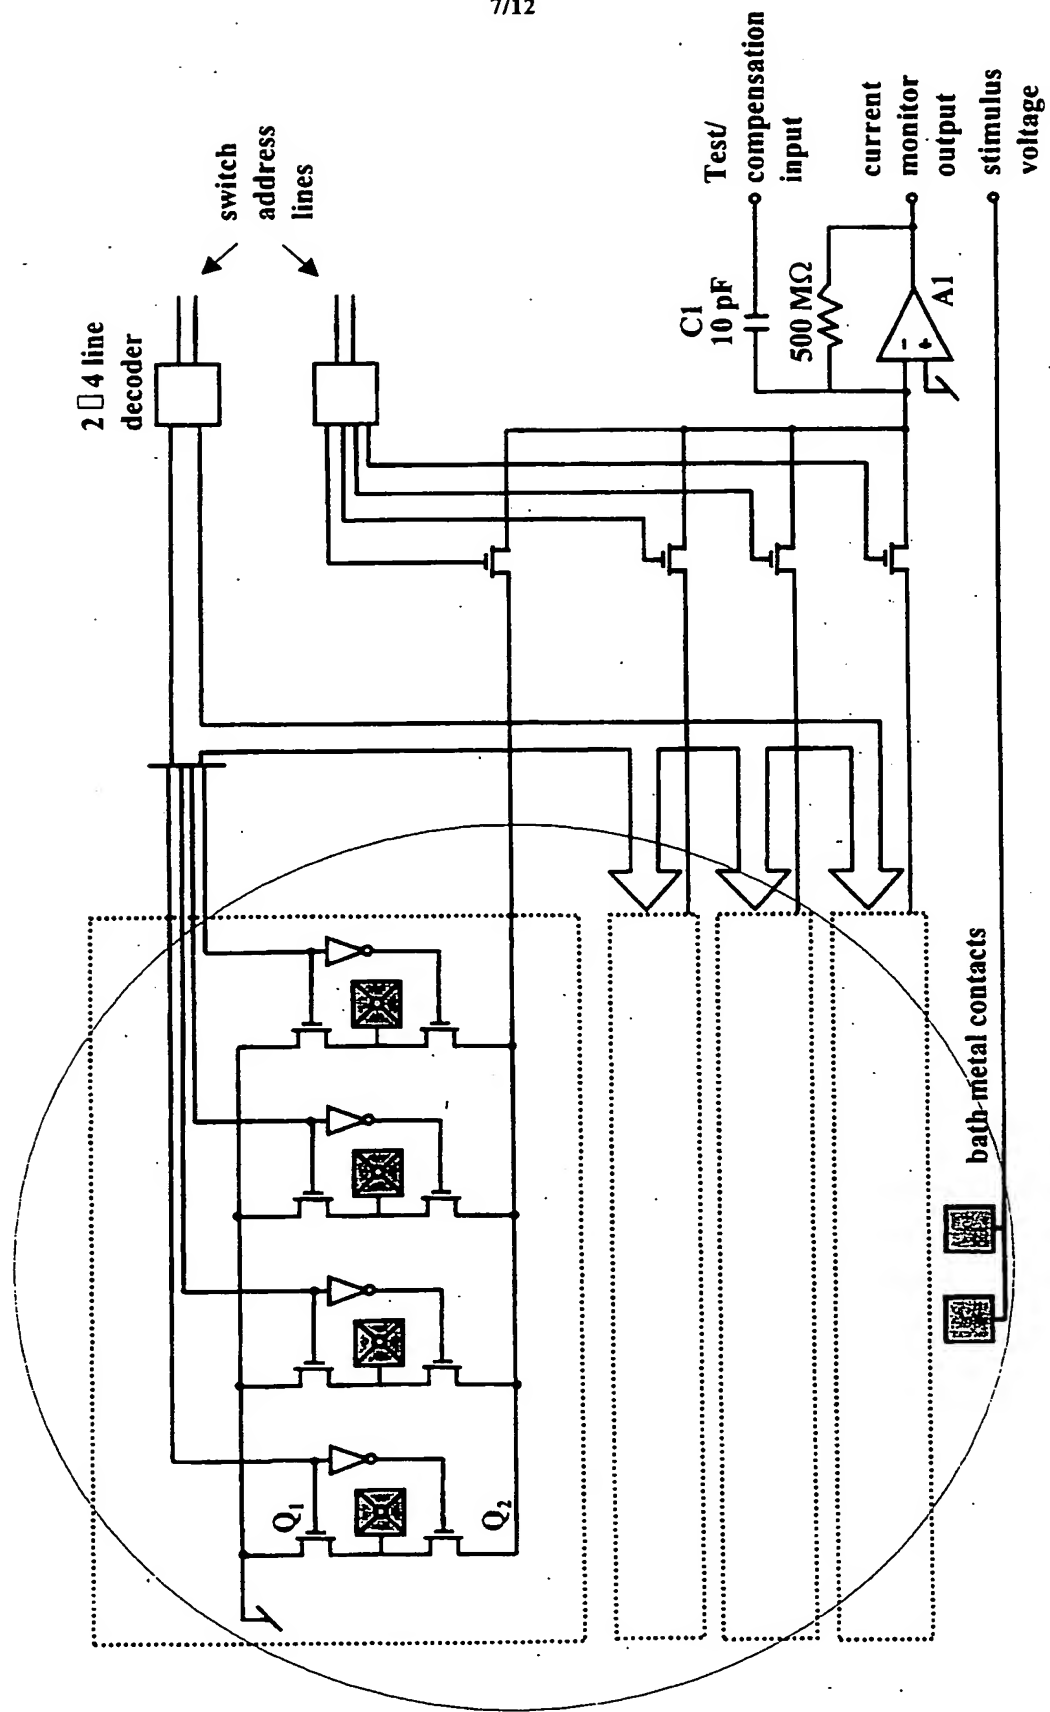 7/12
2 □ 4 line
decoder
switch
address
lines
Test/
compensation
input
C1
10 pF
500 MΩ
current
monitor
output
−
+
A1
stimulus
voltage
Q1
Q2
bath metal contacts